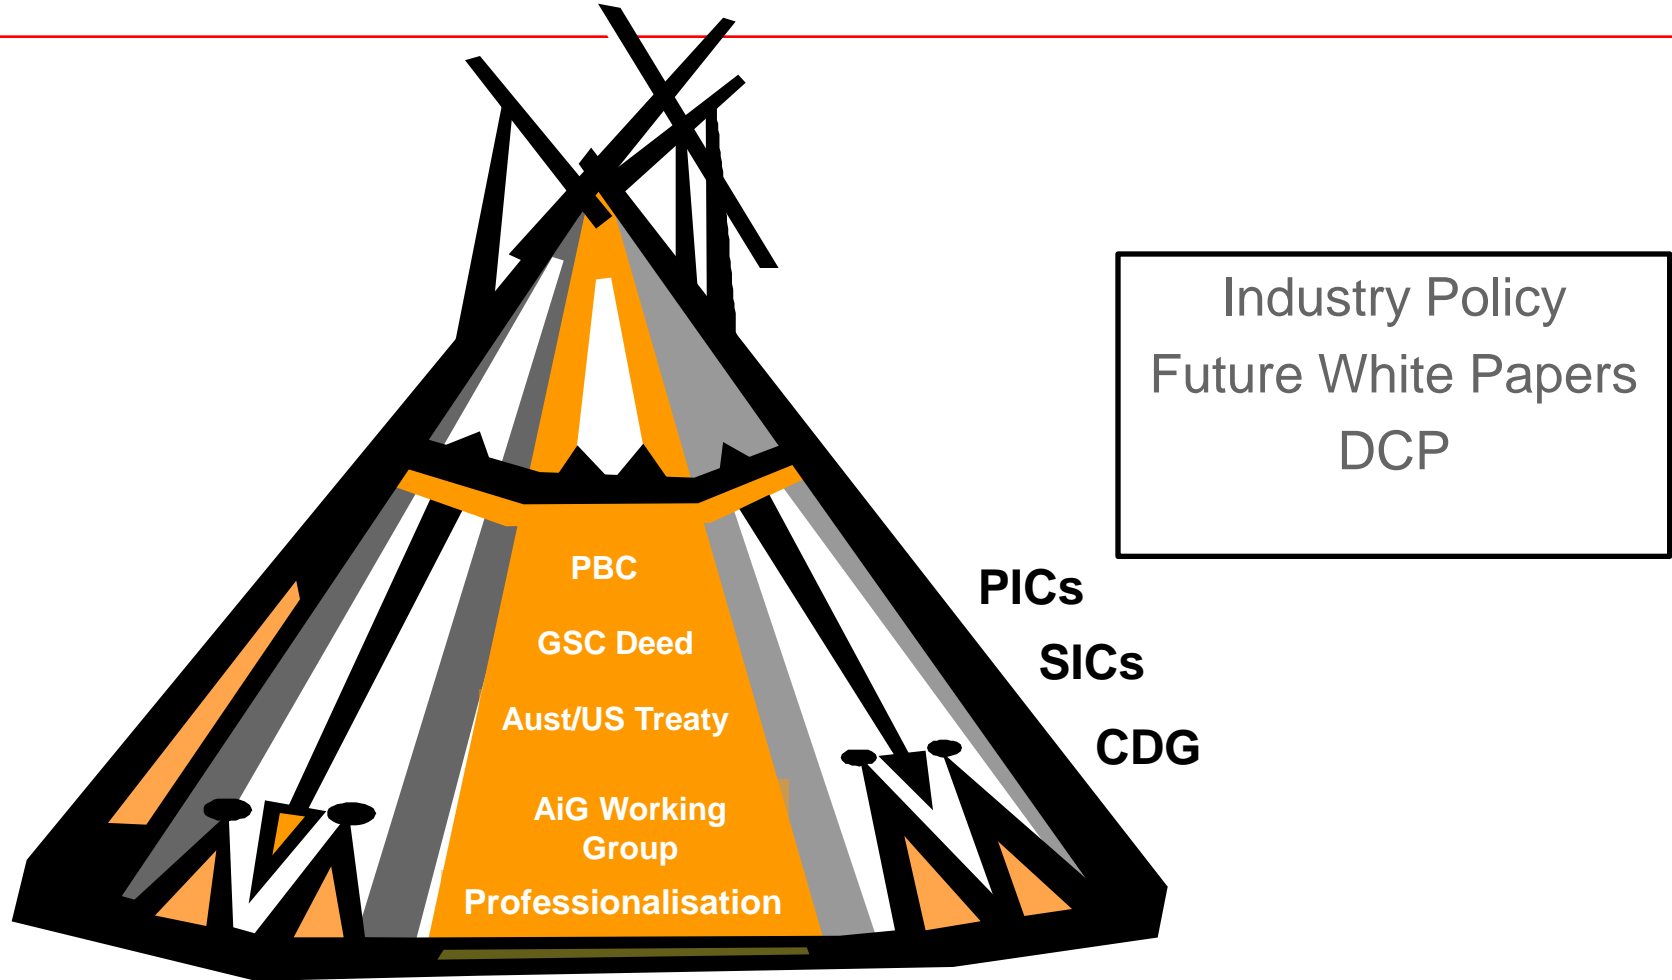 Industry Policy
Future White Papers
DCP
PBC
GSC Deed
Aust/US Treaty
AiG Working
Group
Professionalisation
PICs
SICs
CDG